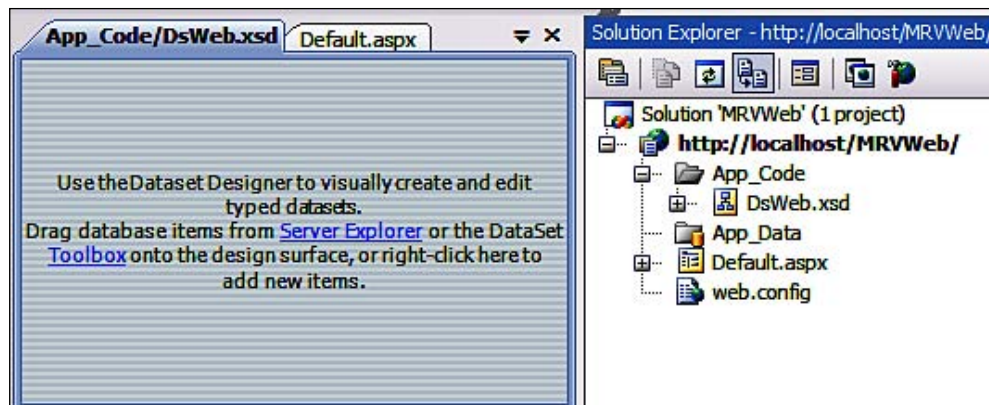 App_Code/DsWeb.xsd
Default.aspx
Use the Dataset Designer to visually create and edit
typed datasets.
Drag database items from Server Explorer or the DataSet
Toolbox onto the design surface, or right-click here to
add new items.
Solution Explorer - http://localhost/MRVWeb/
Solution 'MRVWeb' (1 project)
http://localhost/MRVWeb/
App_Code
DsWeb.xsd
App_Data
Default.aspx
web.config